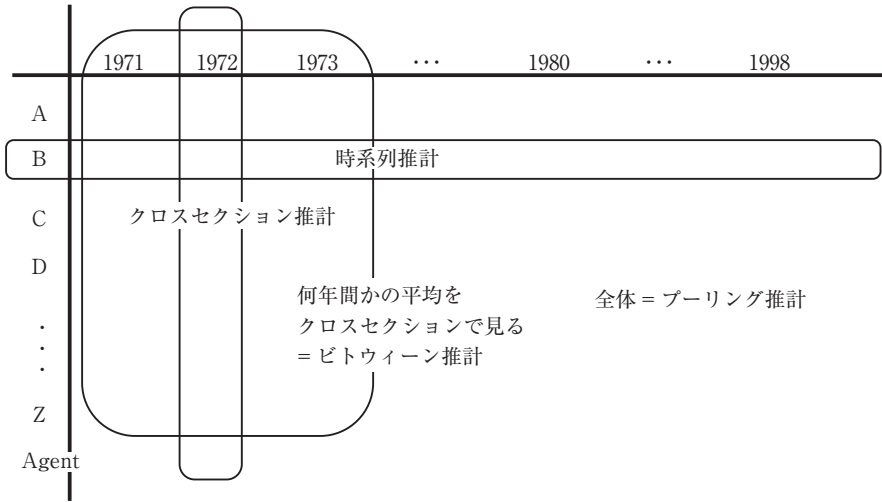 1971 1972 1973 ··· 1980 ··· 1998
A
B 時系列推計
C クロスセクション推計
D
何年間かの平均を
クロスセクションで見る
= ビトウィーン推計
全体 = プーリング推計
·
·
·
Z
Agent